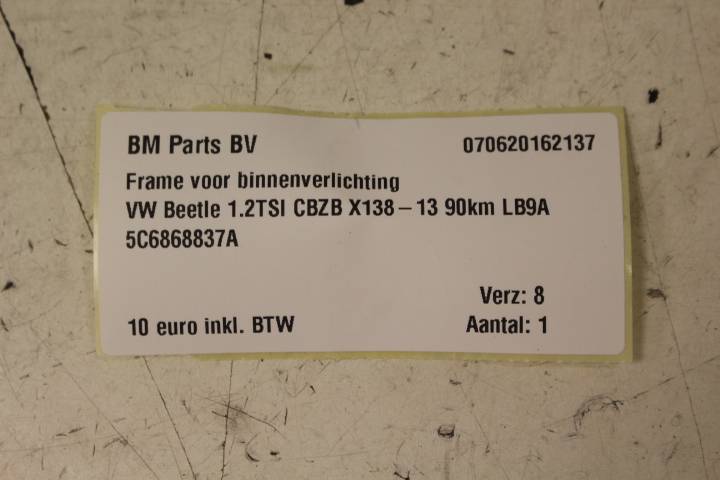 BM Parts BV 070620162137
Frame voor binnenverlichting
VW Beetle 1.2TSI CBZB X138 – 13 90km LB9A
5C6868837A
Verz: 8
10 euro inkl. BTW Aantal: 1